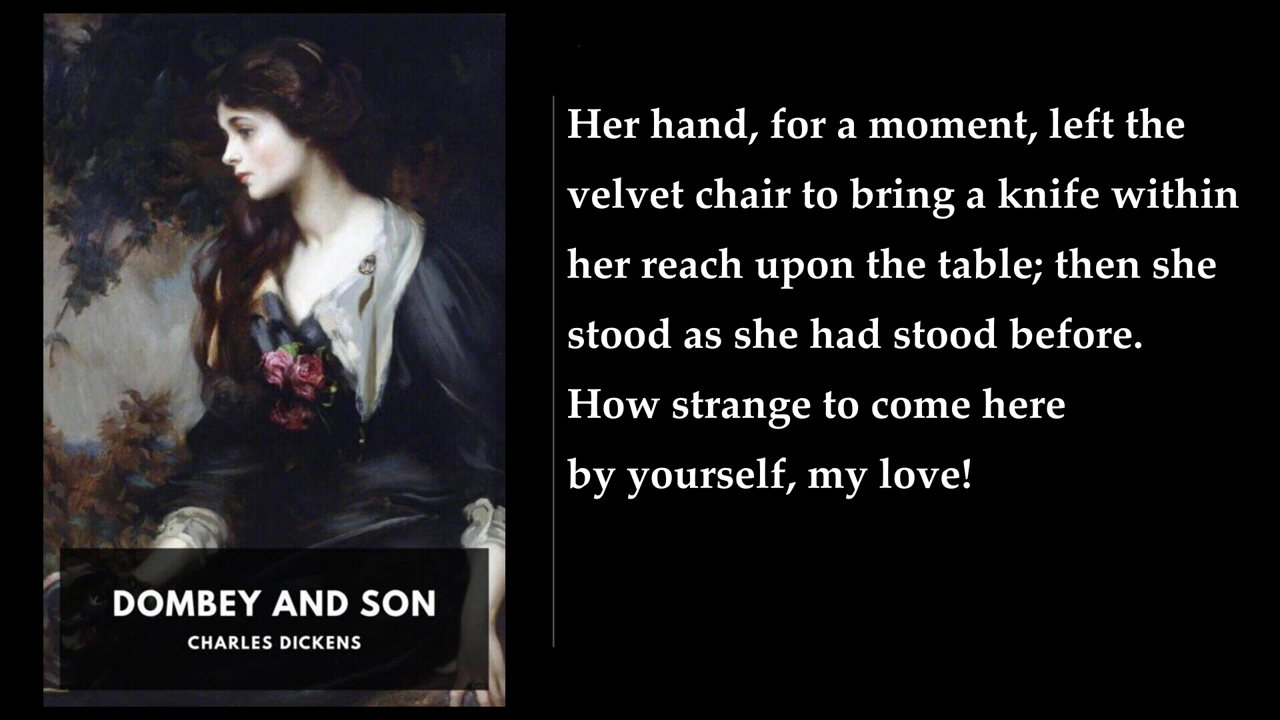 DOMBEY AND SON
CHARLES DICKENS
Her hand, for a moment, left the
velvet chair to bring a knife within
her reach upon the table; then she
stood as she had stood before.
How strange to come here
by yourself, my love!